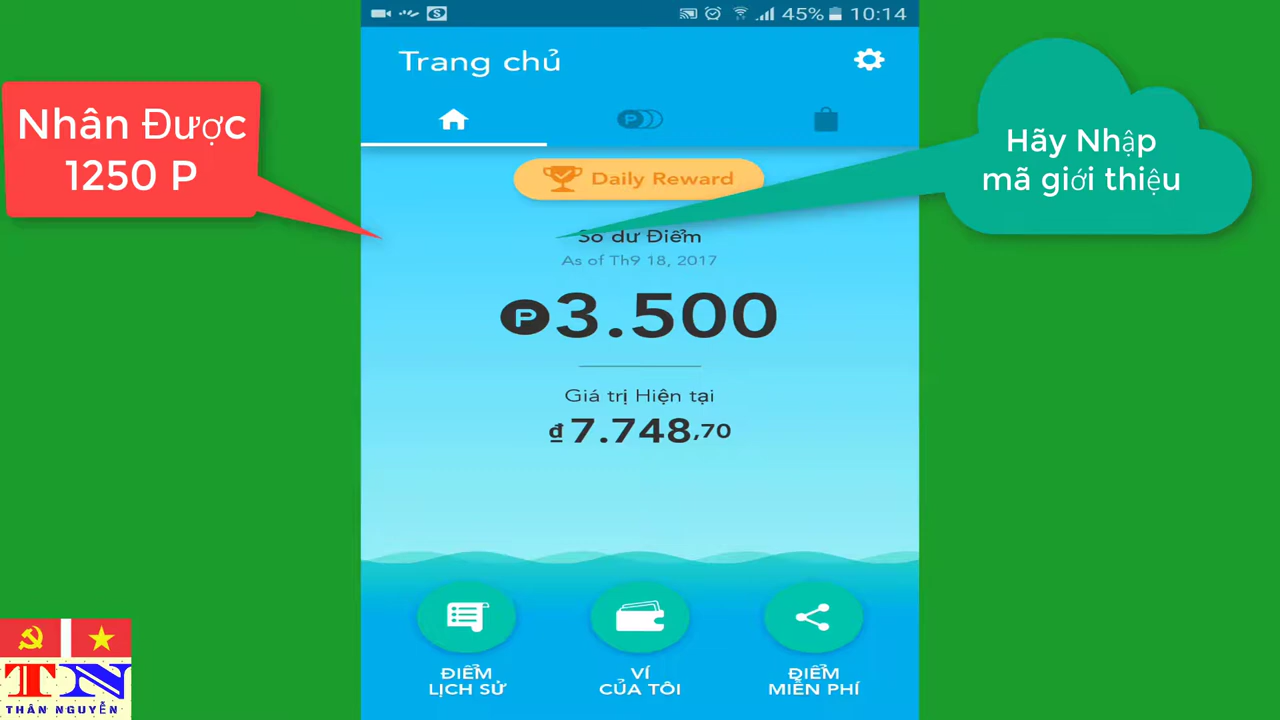 45% 10:14
Trang chủ
Nhân Được
1250 P
Hãy Nhập
mã giới thiệu
P
Daily Reward
Số dư Điểm
As of Th9 18, 2017
P 3.500
Giá trị Hiện tại
₫7.748,70
ĐIỂM
LỊCH SỬ
VÍ
CỦA TÔI
ĐIỂM
MIỄN PHÍ
TN
THÂN NGUYỄN